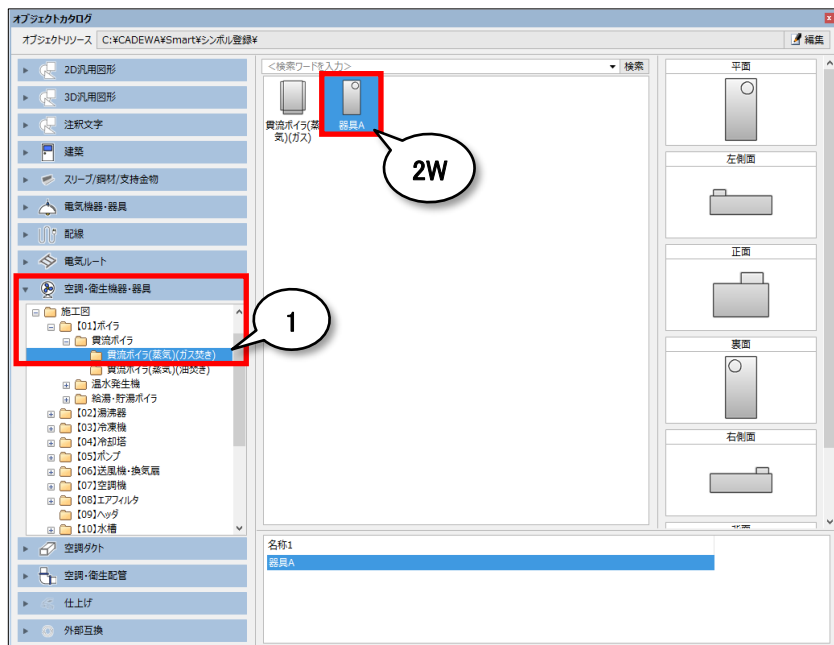 オブジェクトカタログ
オブジェクトリソース C:¥CADEWA¥Smart¥シンボル登録¥
編集
2D汎用図形
3D汎用図形
注釈文字
建築
スリーブ/鋼材/支持金物
電気機器・器具
配線
電気ルート
空調・衛生機器・器具
施工図
【01】ボイラ
貫流ボイラ
貫流ボイラ(蒸気)(ガス焚き)
貫流ボイラ(蒸気)(油焚き)
温水発生機
給湯・貯湯ボイラ
【02】湯沸器
【03】冷凍機
【04】冷却塔
【05】ポンプ
【06】送風機・換気扇
【07】空調機
【08】エアフィルタ
【09】ヘッダ
【10】水槽
空調ダクト
空調・衛生配管
仕上げ
外部互換
1
<検索ワードを入力>
検索
貫流ボイラ(蒸
気)(ガス)
器具A
2W
名称1
器具A
平面
左側面
正面
裏面
右側面